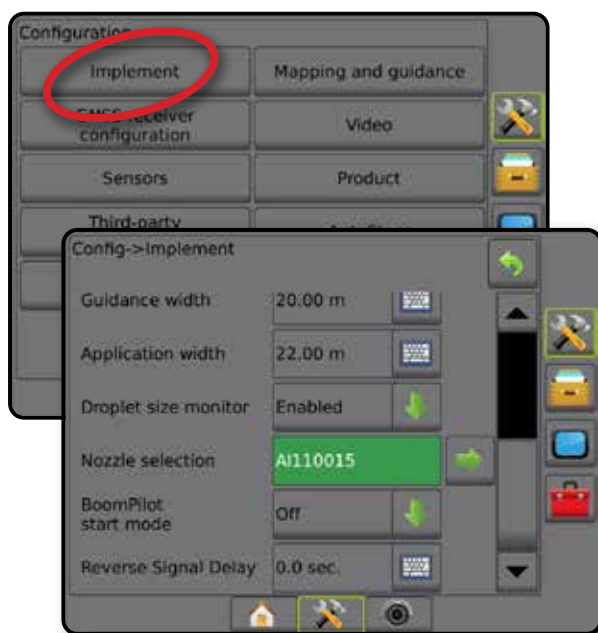 Configuration
Implement
Mapping and guidance
GNSS receiver
configuration
Video
Sensors
Product
Third-party
Config->Implement
Guidance width
20.00 m
Application width
22.00 m
Droplet size monitor
Enabled
Nozzle selection
AI110015
BoomPilot
start mode
Off
Reverse Signal Delay
0.0 sec.